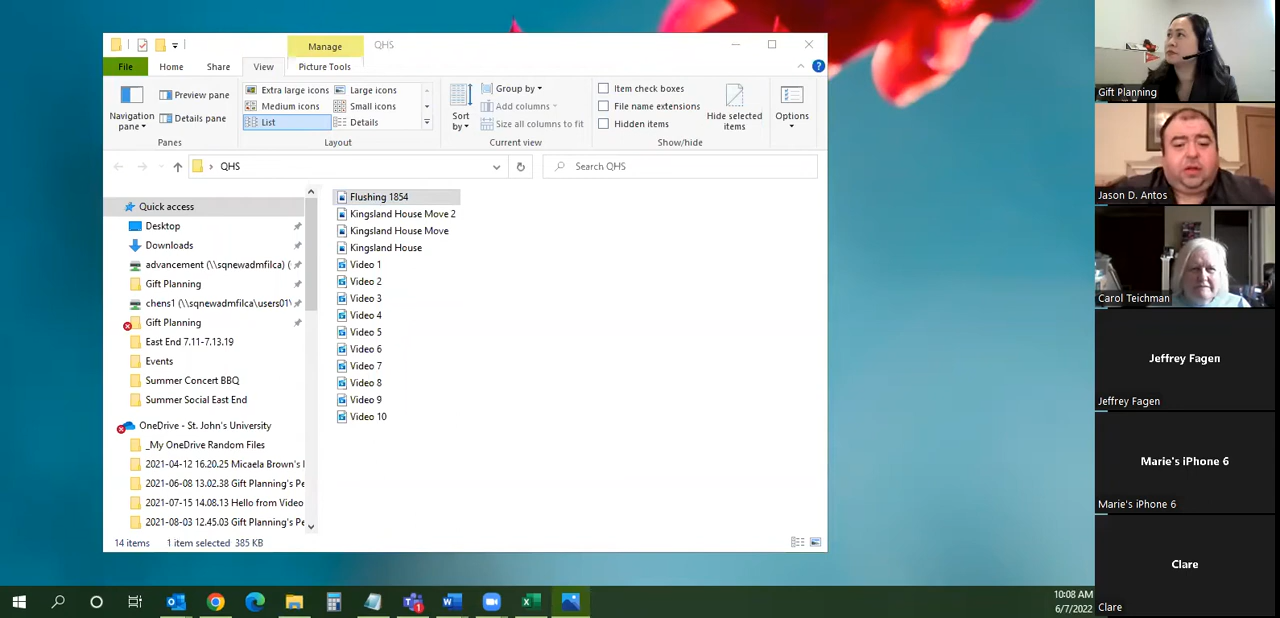 Manage
QHS
File
Home
Share
View
Picture Tools
Navigation pane
Preview pane
Details pane
Panes
Extra large icons
Large icons
Medium icons
Small icons
List
Details
Layout
Sort by
Group by
Add columns
Size all columns to fit
Current view
Item check boxes
File name extensions
Hidden items
Hide selected items
Show/hide
Options
QHS
Search QHS
Quick access
Desktop
Downloads
advancement (\\sqnewadmfilca) (
Gift Planning
chens1 (\\sqnewadmfilca\users01\
Gift Planning
East End 7.11-7.13.19
Events
Summer Concert BBQ
Summer Social East End
OneDrive - St. John's University
_My OneDrive Random Files
2021-04-12 16.20.25 Micaela Brown's
2021-06-08 13.02.38 Gift Planning's Pe
2021-07-15 14.08.13 Hello from Video
2021-08-03 12.45.03 Gift Planning's Pe
Flushing 1854
Kingsland House Move 2
Kingsland House Move
Kingsland House
Video 1
Video 2
Video 3
Video 4
Video 5
Video 6
Video 7
Video 8
Video 9
Video 10
14 items
1 item selected 385 KB
10:08 AM
6/7/2022
Gift Planning
Jason D. Antos
Carol Teichman
Jeffrey Fagen
Jeffrey Fagen
Marie's iPhone 6
Marie's iPhone 6
Clare
Clare